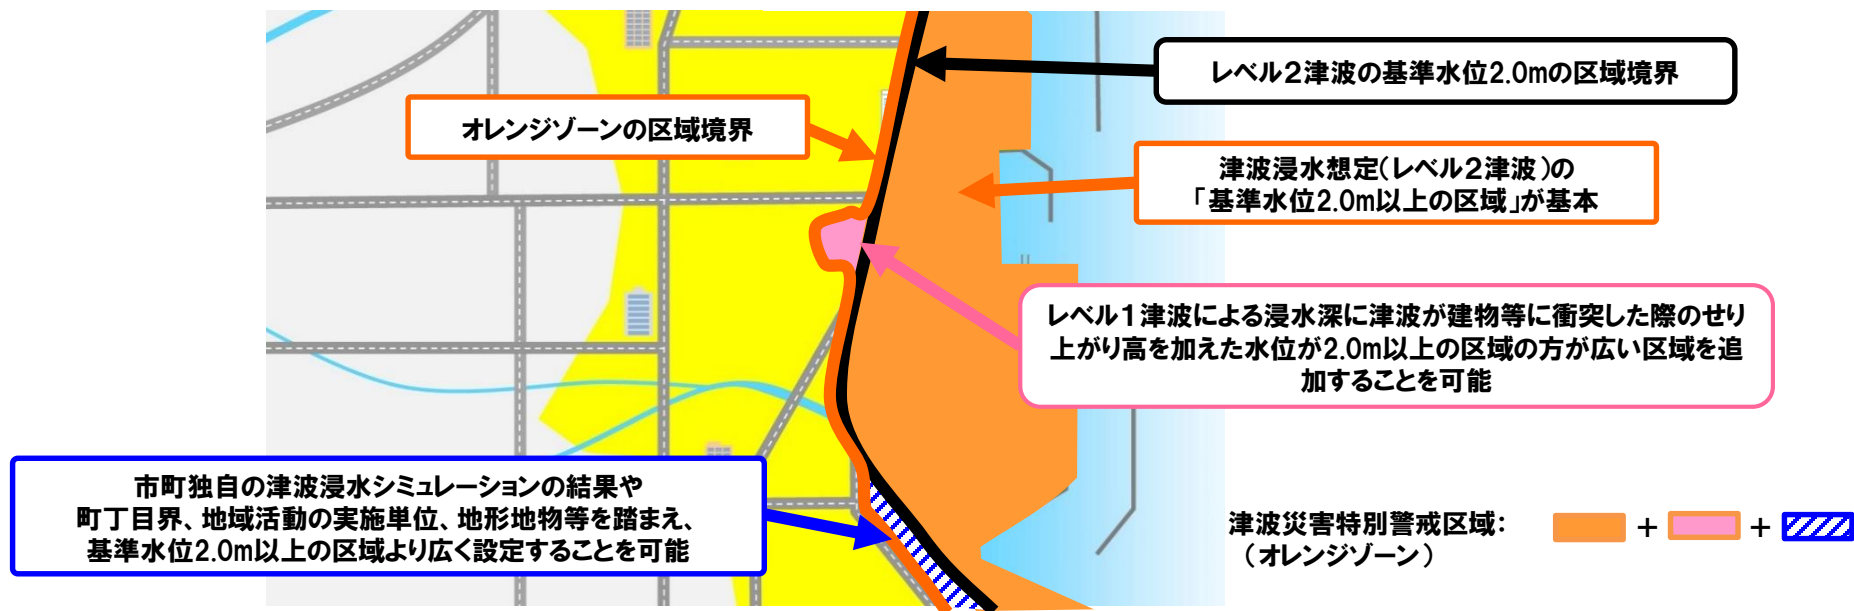 レベル２津波の基準水位2.0mの区域境界
オレンジゾーンの区域境界
津波浸水想定(レベル２津波)の
「基準水位2.0m以上の区域」が基本
レベル１津波による浸水深に津波が建物等に衝突した際のせり
上がり高を加えた水位が2.0m以上の区域の方が広い区域を追
加することを可能
市町独自の津波浸水シミュレーションの結果や
町丁目界、地域活動の実施単位、地形地物等を踏まえ、
基準水位2.0m以上の区域より広く設定することを可能
津波災害特別警戒区域：
（オレンジゾーン）
+ +